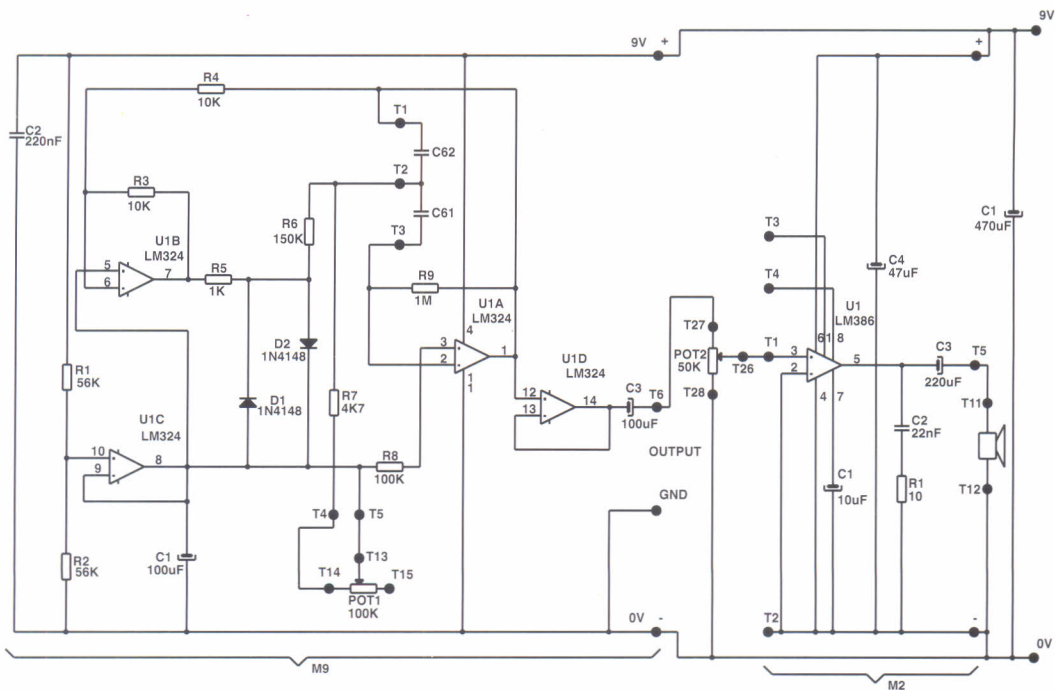 9V
9V + +
R4
10K
T1
C2
220nF
C62
T2
R3
10K
C61
R6
150K
T3
T3
C1
470uF
U1B
LM324
C4
47uF
5
6
7
R5
1K
R9
1M
T4
U1A
LM324
U1
LM386
T27
6 1 8
4
3
2
1
1
1
D2
1N4148
U1D
LM324
POT2
50K
T1
T26
3
2
5
C3
220uF
T5
R1
56K
R7
4K7
12
13
14
C3
100uF
T6
T28
4 7
D1
1N4148
T11
U1C
LM324
C2
22nF
10
9
8
R8
100K
OUTPUT
C1
10uF
R1
10
T12
GND
T4 T5
R2
56K
C1
100uF
T13
T14 T15
POT1
100K
0V - T2 -
0V
M9 M2